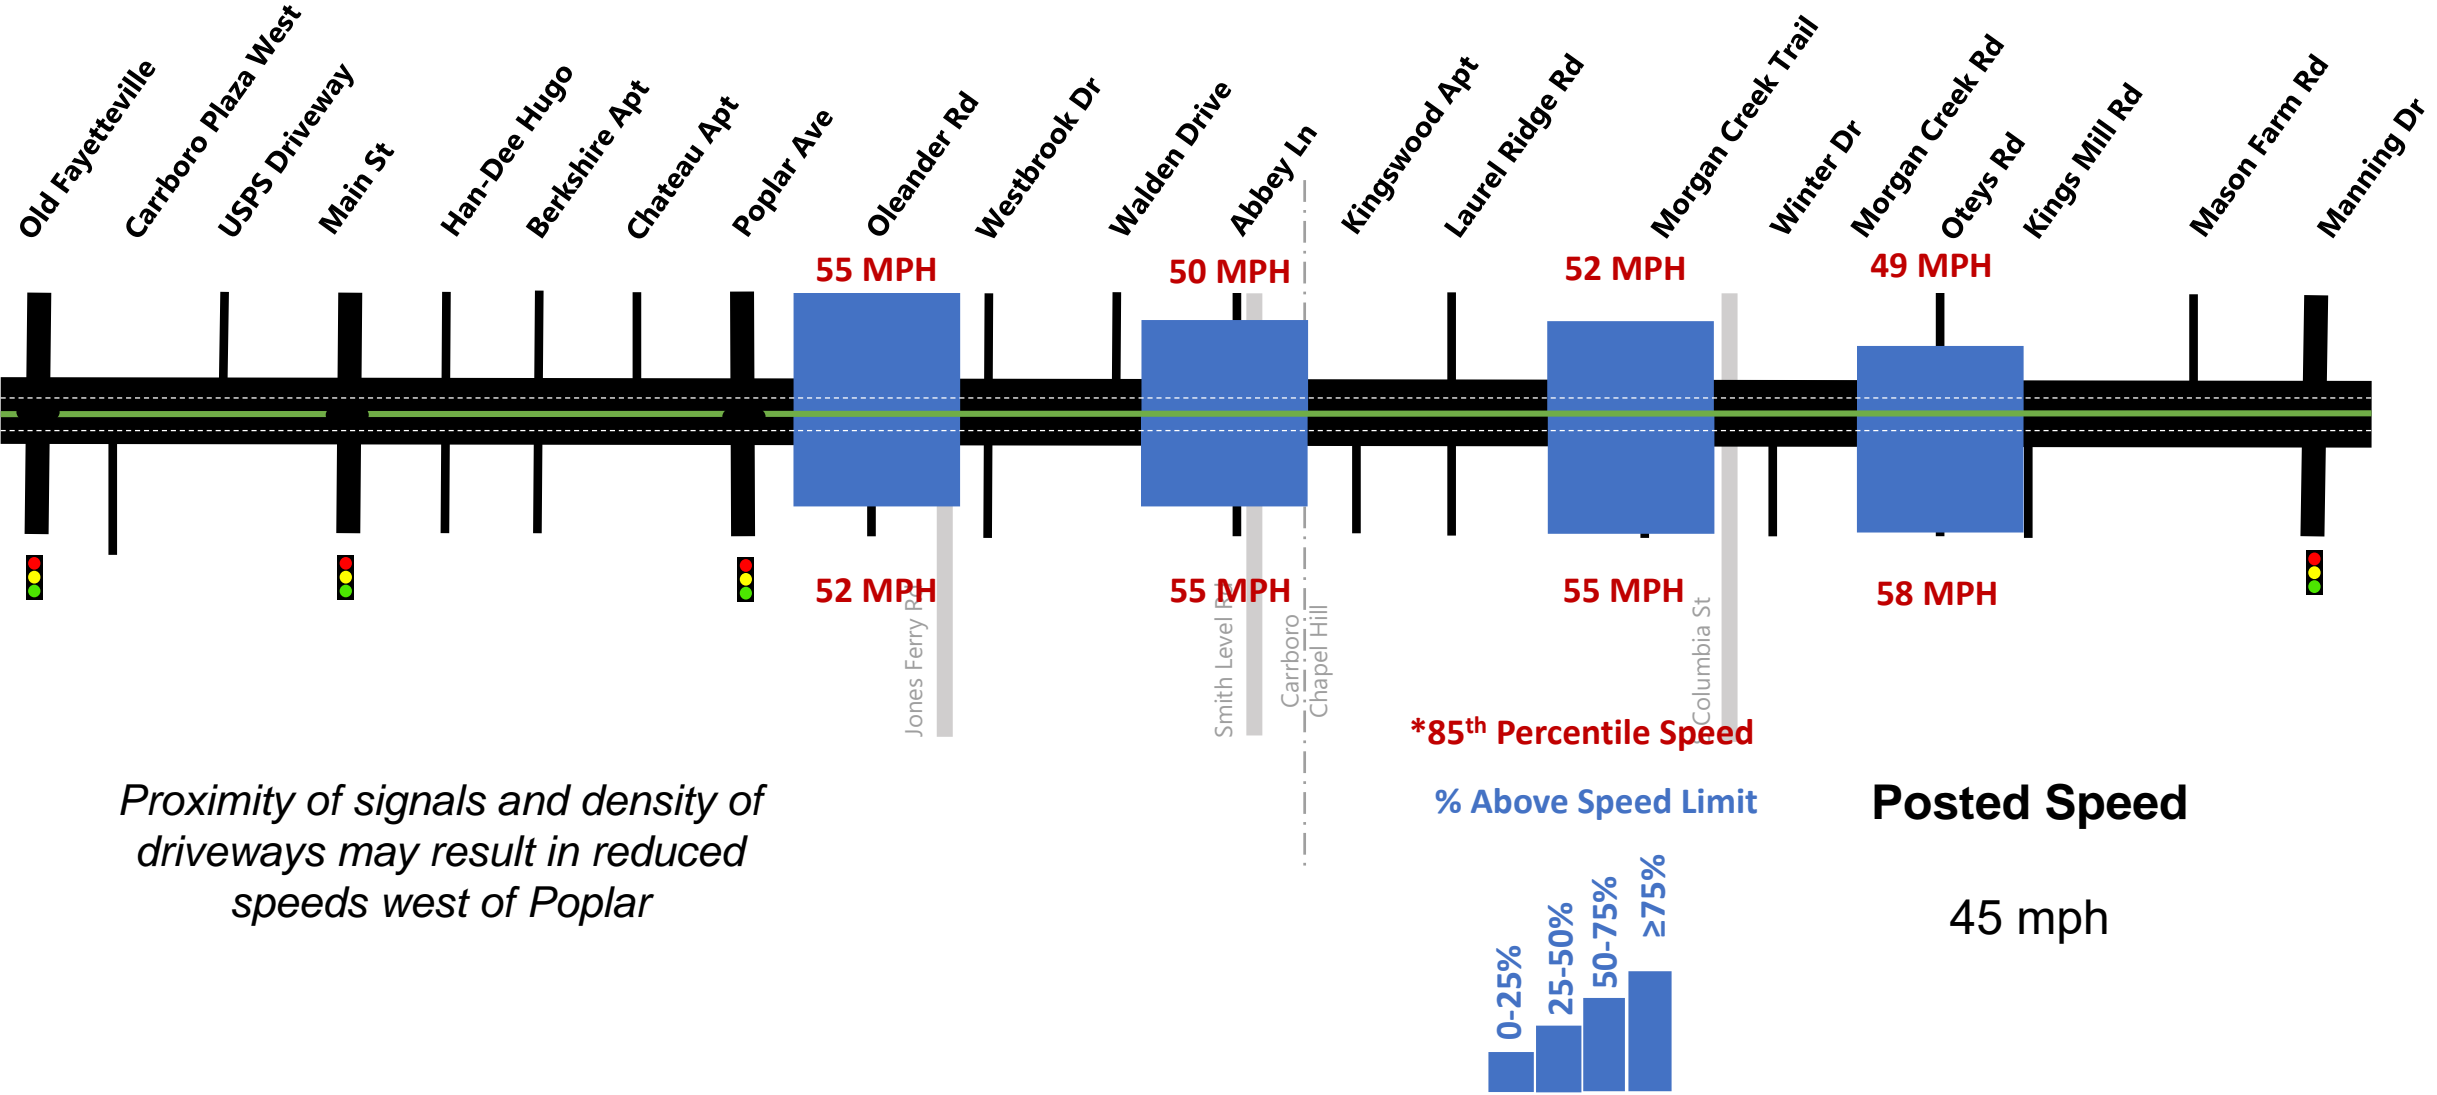 Old Fayetteville
Carrboro Plaza West
USPS Driveway
Main St
Han-Dee Hugo
Berkshire Apt
Chateau Apt
Poplar Ave
Oleander Rd
Westbrook Dr
Walden Drive
Abbey Ln
Kingswood Apt
Laurel Ridge Rd
Morgan Creek Trail
Winter Dr
Morgan Creek Rd
Oteys Rd
Kings Mill Rd
Mason Farm Rd
Manning Dr
55 MPH
50 MPH
52 MPH
49 MPH
52 MPH
55 MPH
55 MPH
58 MPH
Jones Ferry Rd
Smith Level Rd
Carrboro
Chapel Hill
Columbia St
*85th Percentile Speed
% Above Speed Limit
0-25%
25-50%
50-75%
≥75%
Posted Speed
45 mph
Proximity of signals and density of
driveways may result in reduced
speeds west of Poplar